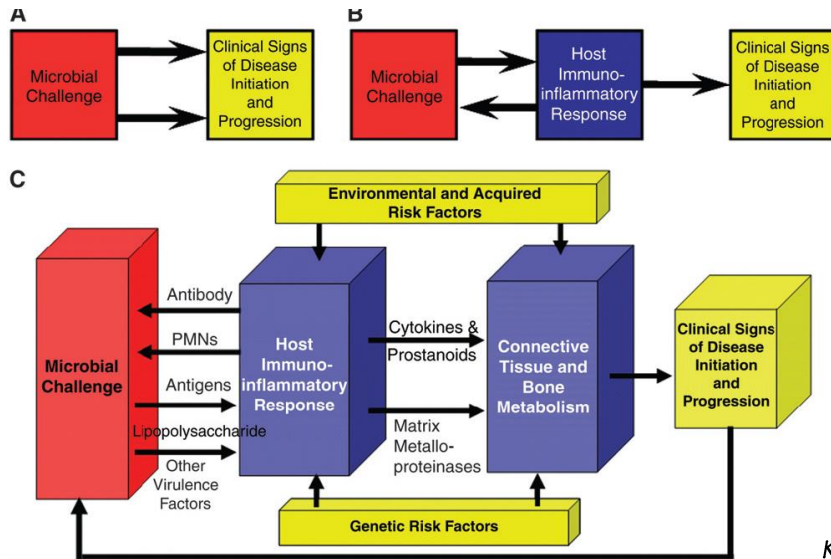 A
Microbial
Challenge
Clinical Signs
of Disease
Initiation
and
Progression
B
Microbial
Challenge
Host
Immuno-
inflammatory
Response
Clinical Signs
of Disease
Initiation
and
Progression
C
Environmental and Acquired
Risk Factors
Microbial
Challenge
Antibody
PMNs
Antigens
Lipopolysaccharide
Other
Virulence
Factors
Host
Immuno-
inflammatory
Response
Cytokines &
Prostanoids
Matrix
Metallo-
proteinases
Connective
Tissue and
Bone
Metabolism
Clinical Signs
of Disease
Initiation
and
Progression
Genetic Risk Factors